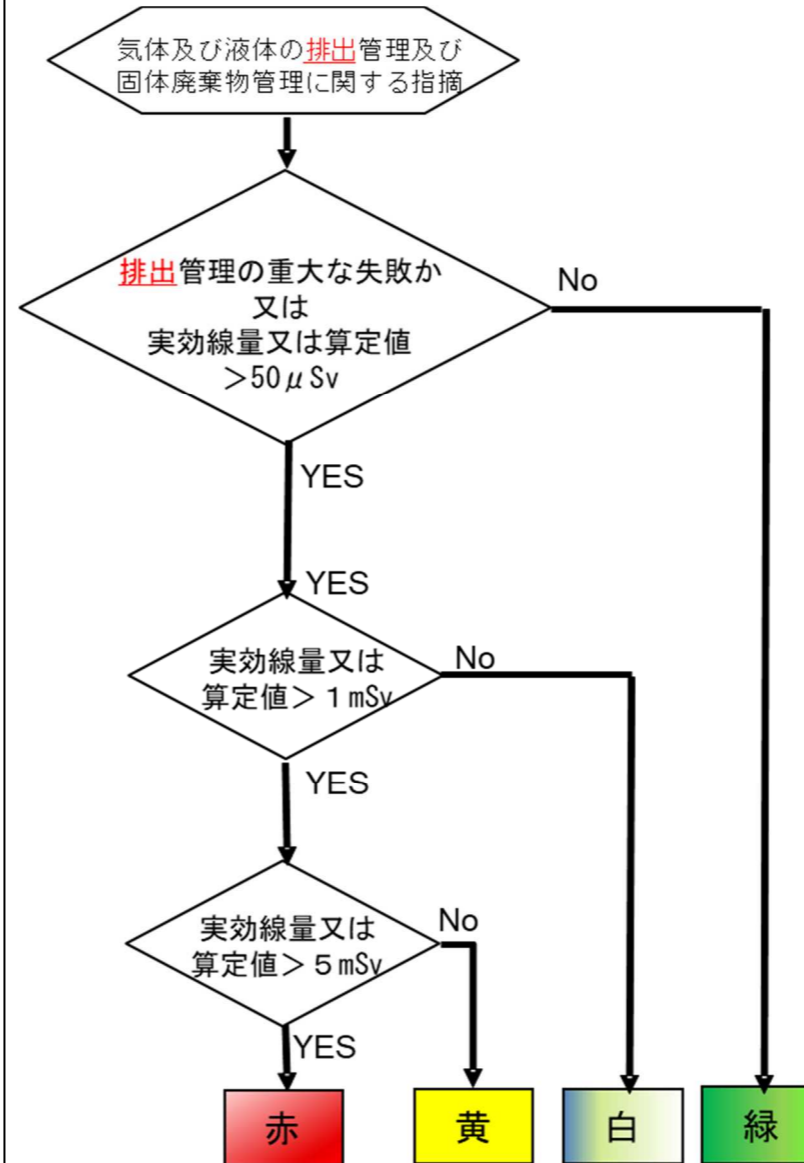 気体及び液体の排出管理及び
固体廃棄物管理に関する指摘
排出管理の重大な失敗か
又は
実効線量又は算定値
＞50μSv
No
YES
YES
実効線量又は
算定値＞１mSv
No
YES
実効線量又は
算定値＞５mSv
No
YES
赤
黄
白
緑